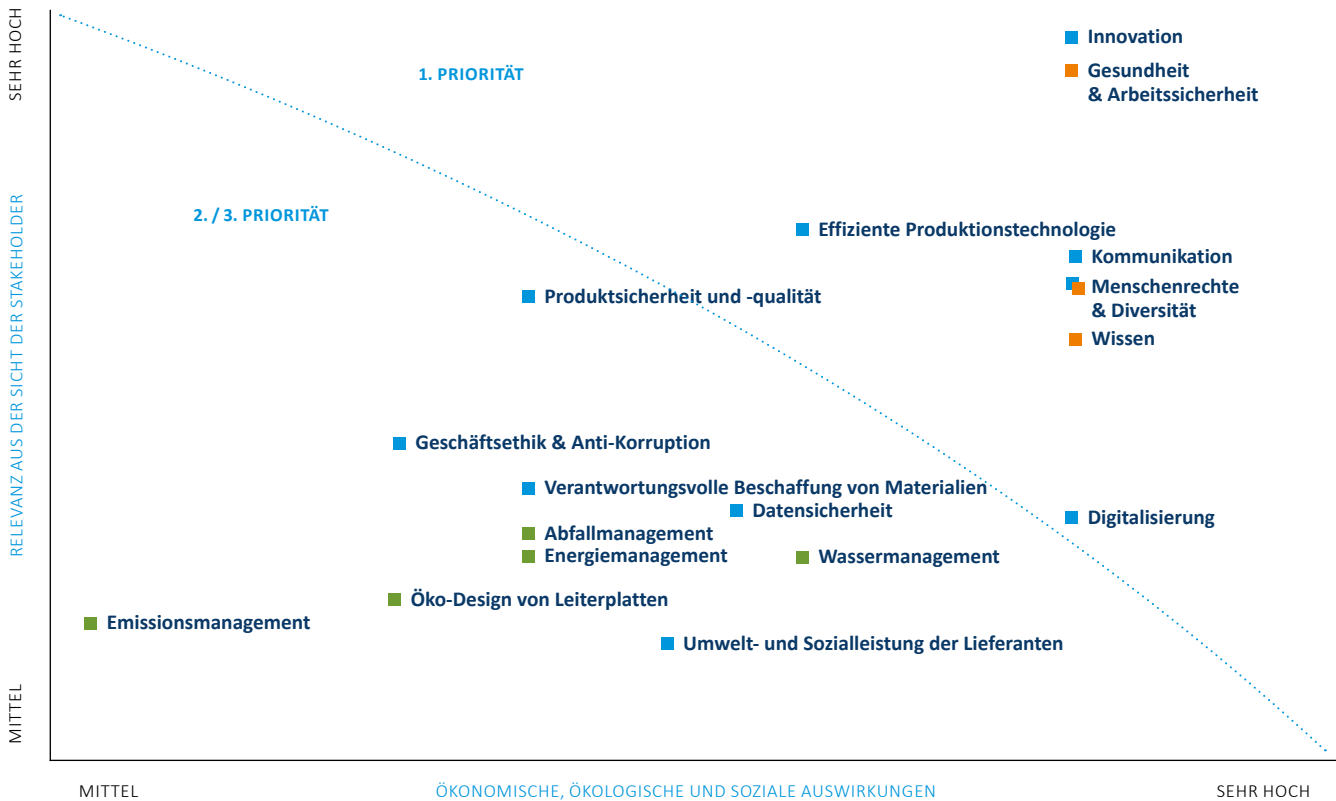 SEHR HOCH
Innovation
1. PRIORITÄT
Gesundheit
& Arbeitssicherheit
RELEVANZ AUS DER SICHT DER STAKEHOLDER
2. / 3. PRIORITÄT
Effiziente Produktionstechnologie
Kommunikation
Produktsicherheit und -qualität
Menschenrechte
& Diversität
Wissen
Geschäftsethik & Anti-Korruption
Verantwortungsvolle Beschaffung von Materialien
Datensicherheit
Digitalisierung
Abfallmanagement
Energiemanagement
Wassermanagement
Öko-Design von Leiterplatten
Emissionsmanagement
Umwelt- und Sozialleistung der Lieferanten
MITTEL
MITTEL
ÖKONOMISCHE, ÖKOLOGISCHE UND SOZIALE AUSWIRKUNGEN
SEHR HOCH